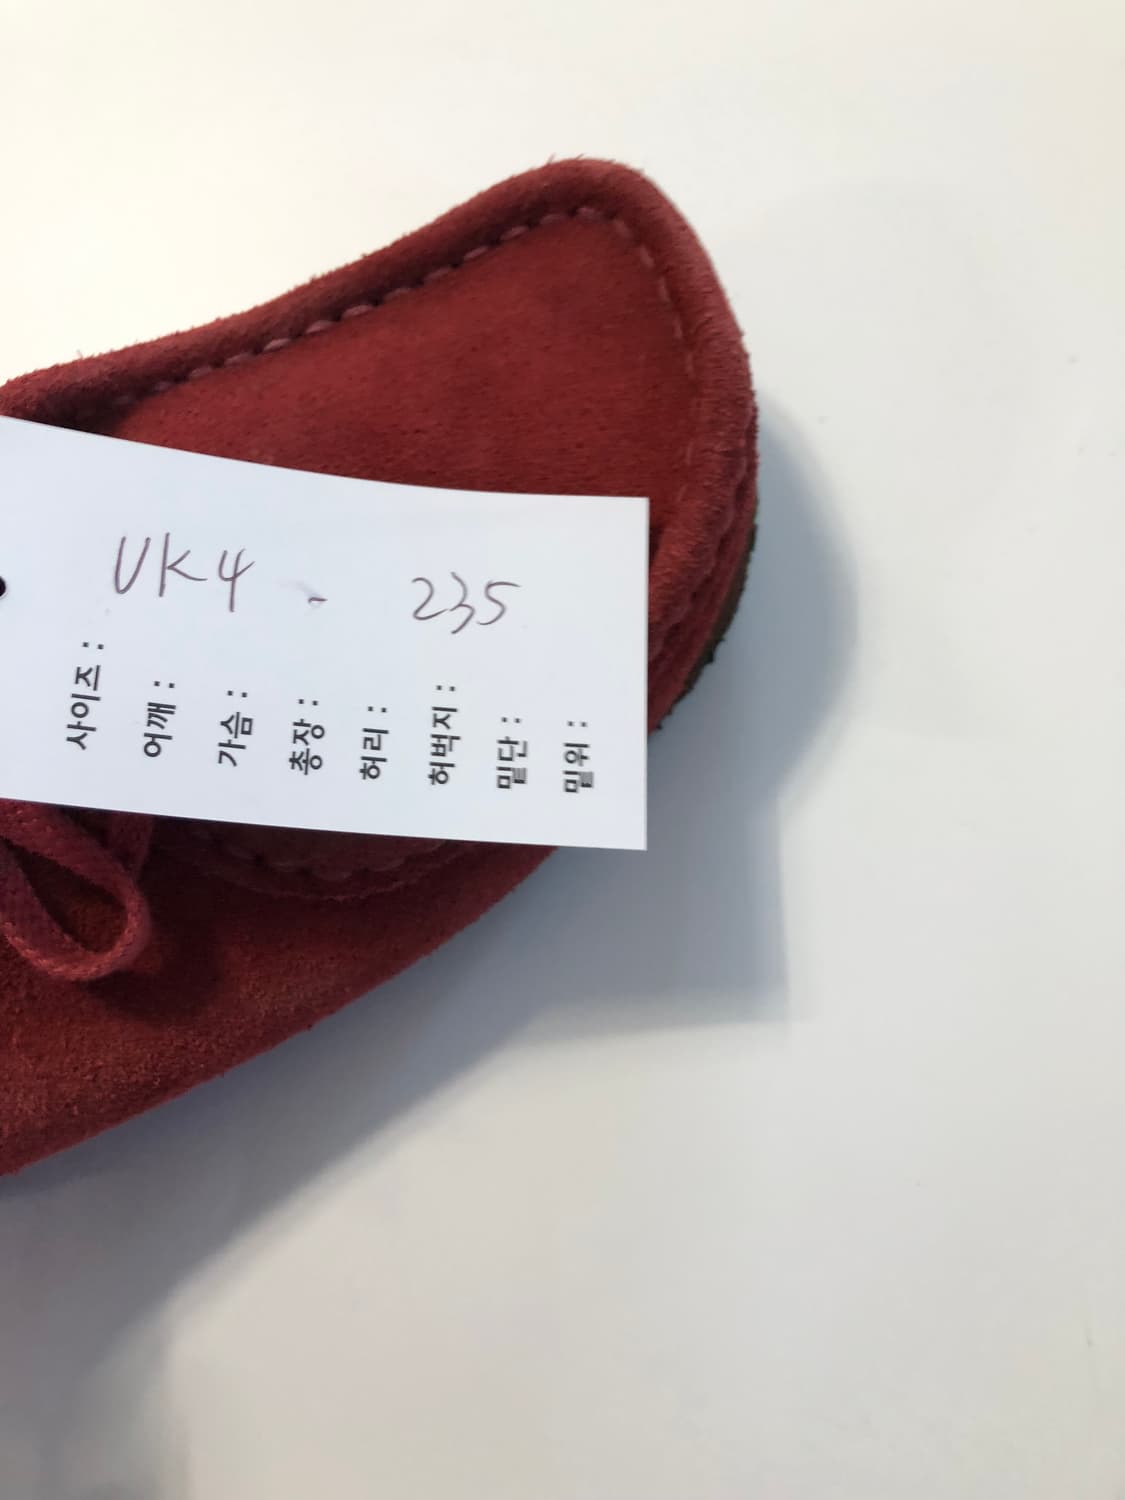 UK4 - 235
사이즈 :
어깨 :
가슴 :
총장 :
허리 :
허벅지 :
밑단 :
밑위 :